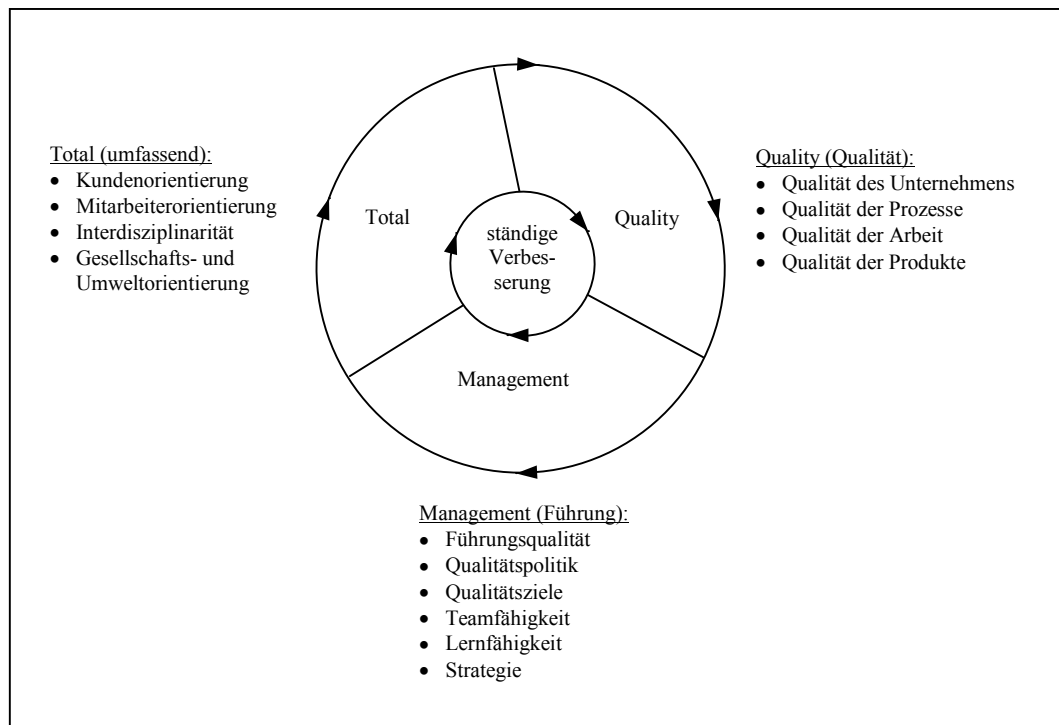 Total (umfassend):
• Kundenorientierung
• Mitarbeiterorientierung
• Interdisziplinarität
• Gesellschafts- und
Umweltorientierung
Total
ständige
Verbes-
serung
Quality
Management
Quality (Qualität):
• Qualität des Unternehmens
• Qualität der Prozesse
• Qualität der Arbeit
• Qualität der Produkte
Management (Führung):
• Führungsqualität
• Qualitätspolitik
• Qualitätsziele
• Teamfähigkeit
• Lernfähigkeit
• Strategie